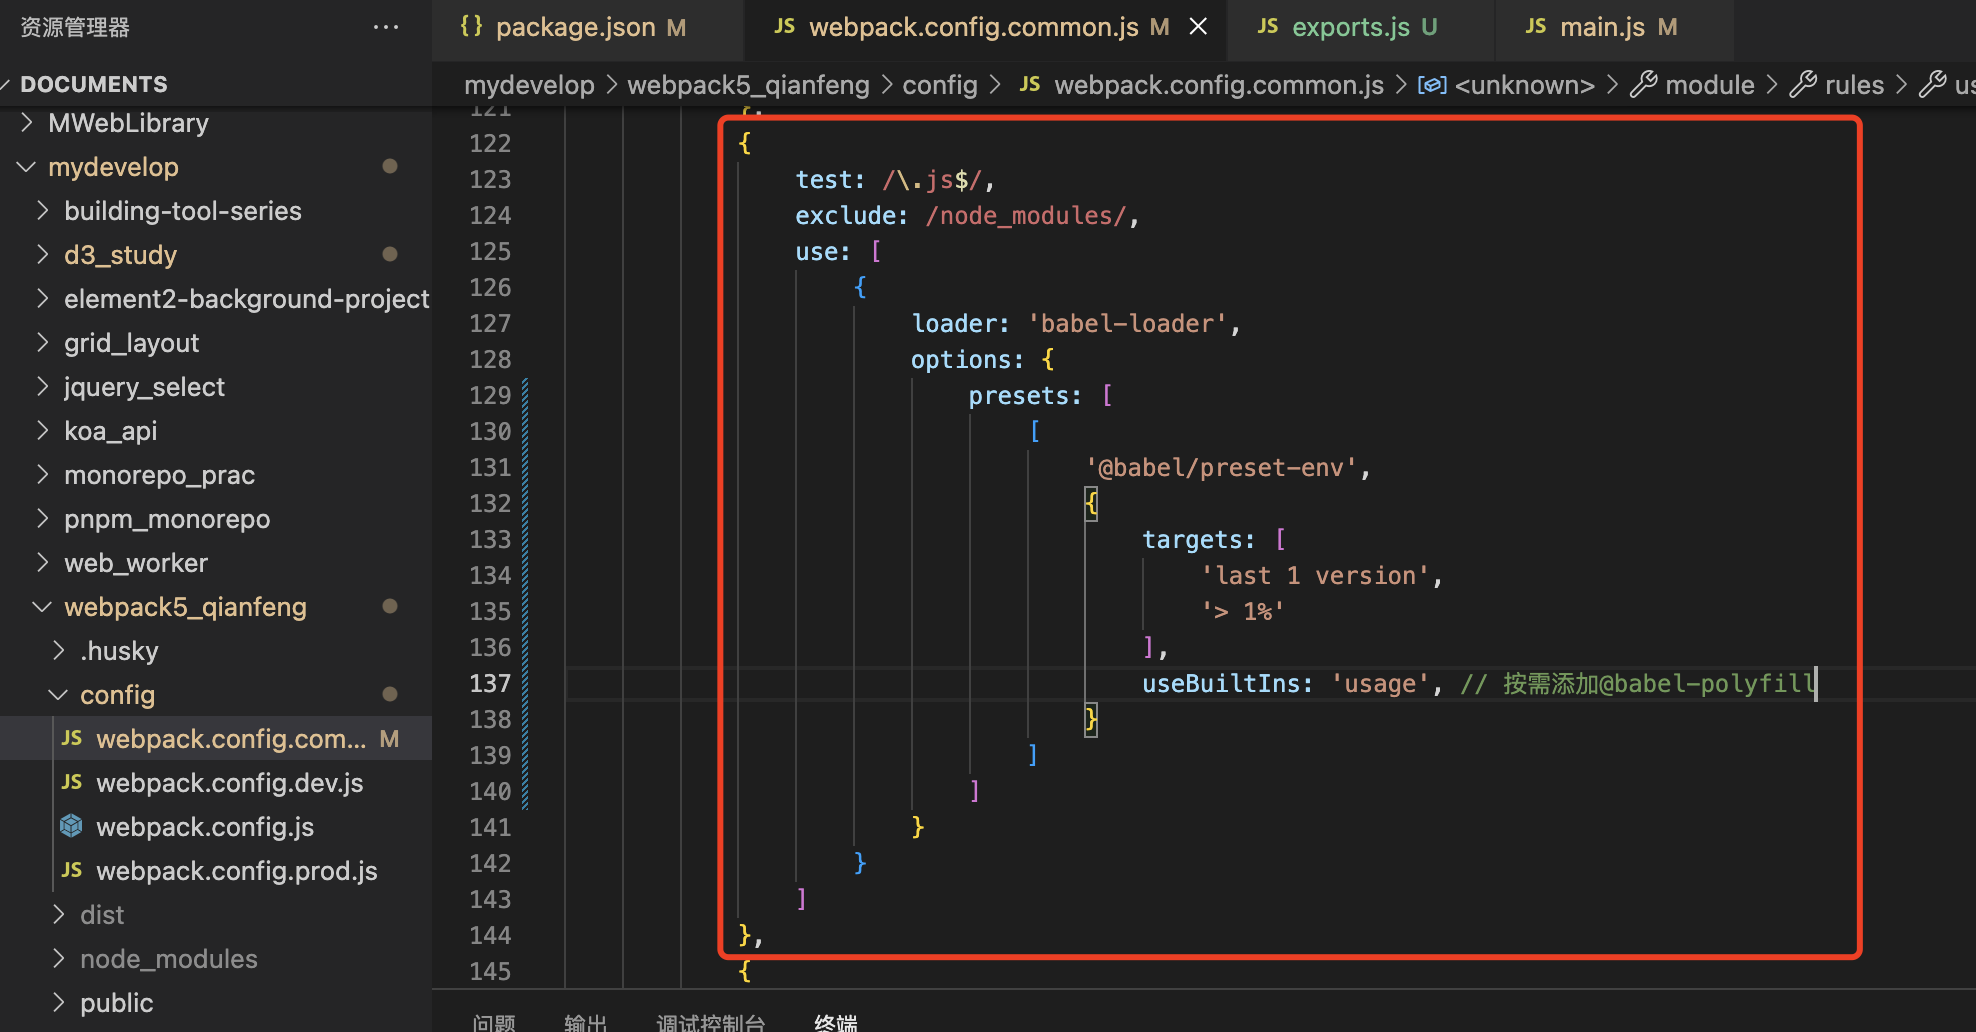 资源管理器 ···
DOCUMENTS
MWebLibrary
mydevelop
building-tool-series
d3_study
element2-background-project
grid_layout
jquery_select
koa_api
monorepo_prac
pnpm_monorepo
web_worker
webpack5_qianfeng
.husky
config
JS webpack.config.com... M
JS webpack.config.dev.js
webpack.config.js
JS webpack.config.prod.js
dist
node_modules
public
{} package.json M JS webpack.config.common.js M JS exports.js U JS main.js M
mydevelop > webpack5_qianfeng > config > JS webpack.config.common.js > <unknown> > module > rules > us
121 },
122 {
123 test: /\.js$/,
124 exclude: /node_modules/,
125 use: [
126 {
127 loader: 'babel-loader',
128 options: {
129 presets: [
130 [
131 '@babel/preset-env',
132 {
133 targets: [
134 'last 1 version',
135 '> 1%'
136 ],
137 useBuiltIns: 'usage', // 按需添加@babel-polyfill
138 }
139 ]
140 ]
141 }
142 }
143 ]
144 },
145 {
问题 输出 调试控制台 终端